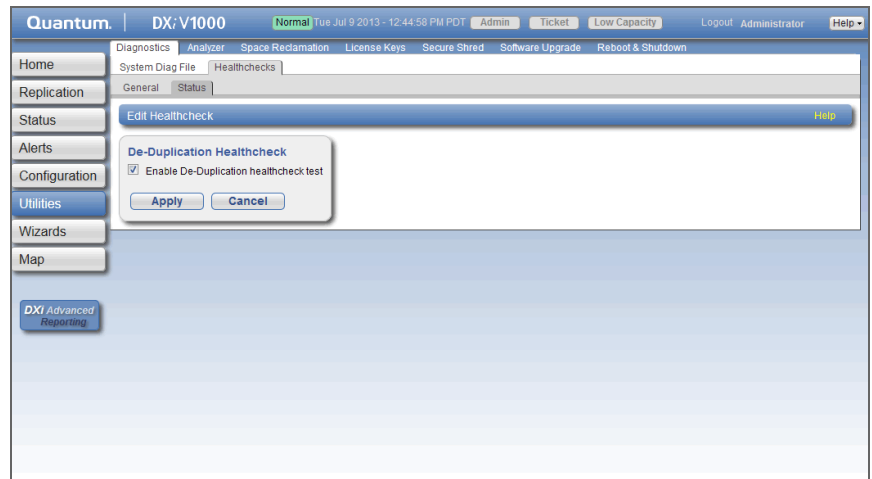 Quantum. DXi V1000 Normal Tue Jul 9 2013 - 12:44:58 PM PDT Admin Ticket Low Capacity Logout Administrator Help
Diagnostics Analyzer Space Reclamation License Keys Secure Shred Software Upgrade Reboot & Shutdown
Home
System Diag File Healthchecks
Replication
General Status
Status
Edit Healthcheck Help
Alerts
De-Duplication Healthcheck
Configuration
Enable De-Duplication healthcheck test
Utilities
Apply Cancel
Wizards
Map
DXi Advanced
Reporting